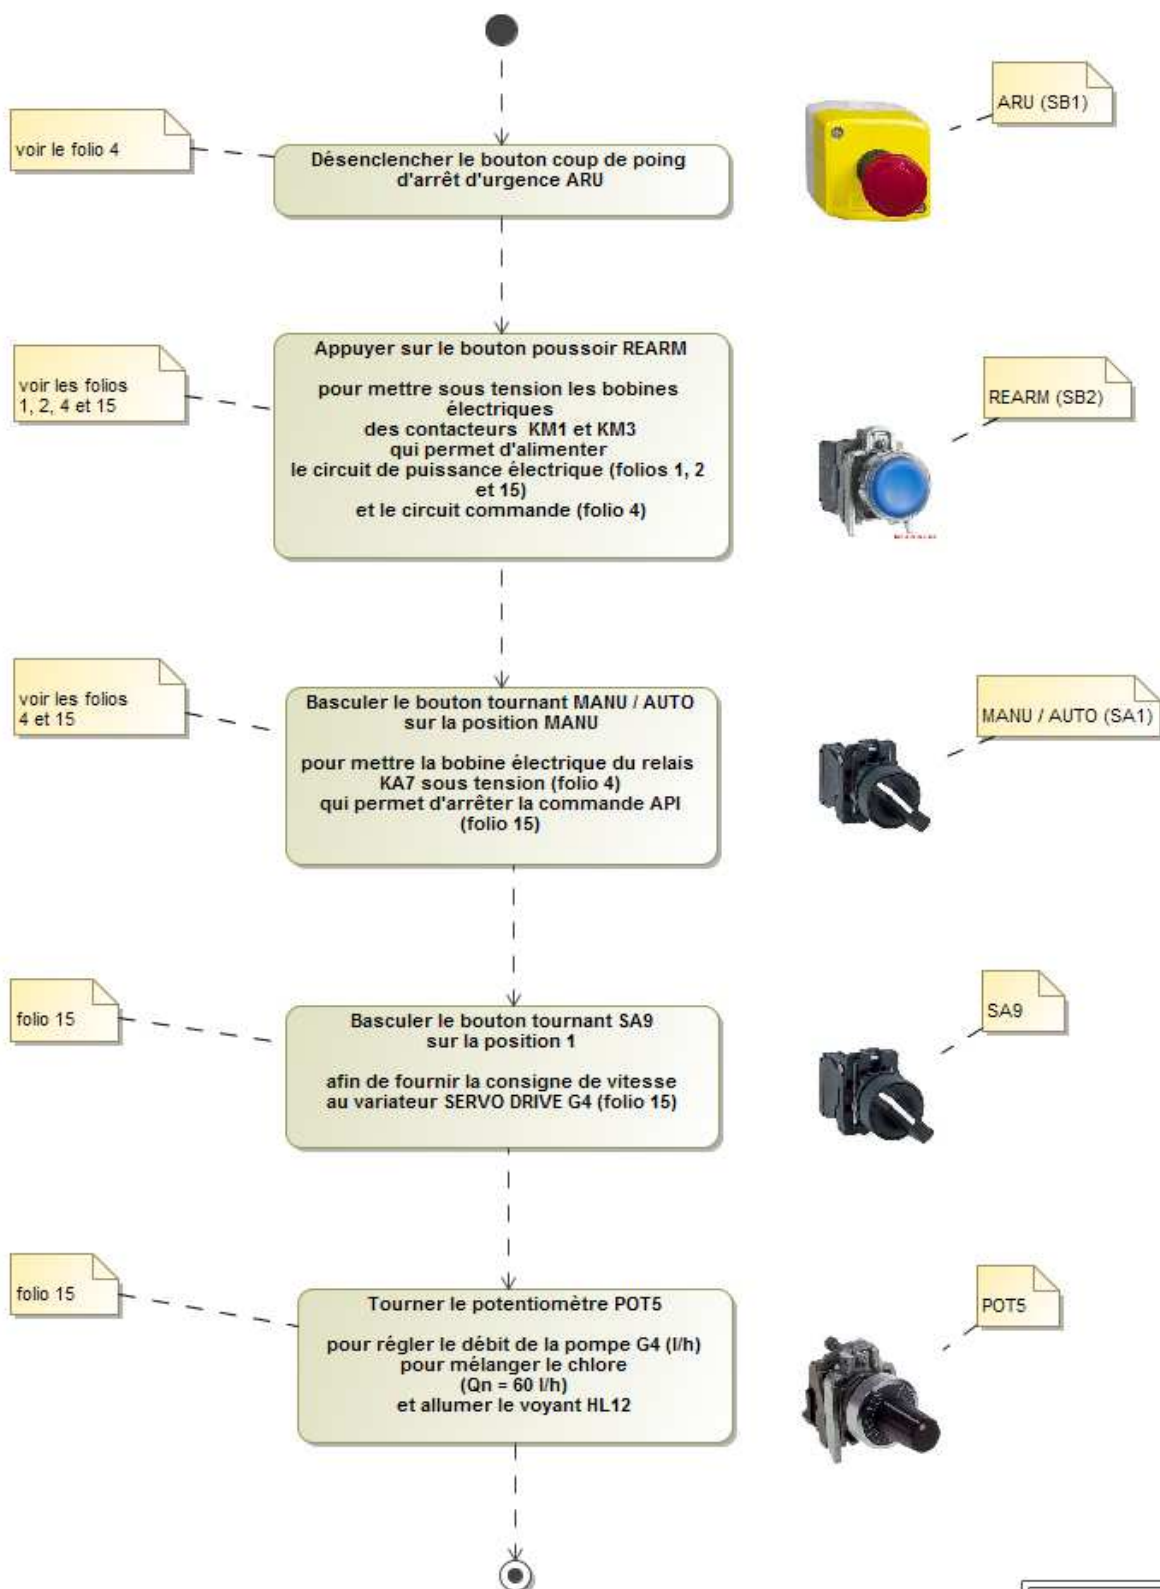 ARU (SB1)
voir le folio 4
Désenclencher le bouton coup de poing
d'arrêt d'urgence ARU
Appuyer sur le bouton poussoir REARM
voir les folios
1, 2, 4 et 15
pour mettre sous tension les bobines
électriques
des contacteurs KM1 et KM3
qui permet d'alimenter
le circuit de puissance électrique (folios 1, 2
et 15)
et le circuit commande (folio 4)
REARM (SB2)
voir les folios
4 et 15
Basculer le bouton tournant MANU / AUTO
sur la position MANU
pour mettre la bobine électrique du relais
KA7 sous tension (folio 4)
qui permet d'arrêter la commande API
(folio 15)
MANU / AUTO (SA1)
folio 15
Basculer le bouton tournant SA9
sur la position 1
afin de fournir la consigne de vitesse
au variateur SERVO DRIVE G4 (folio 15)
SA9
folio 15
Tourner le potentiomètre POT5
pour régler le débit de la pompe G4 (l/h)
pour mélanger le chlore
(Qn = 60 l/h)
et allumer le voyant HL12
POT5